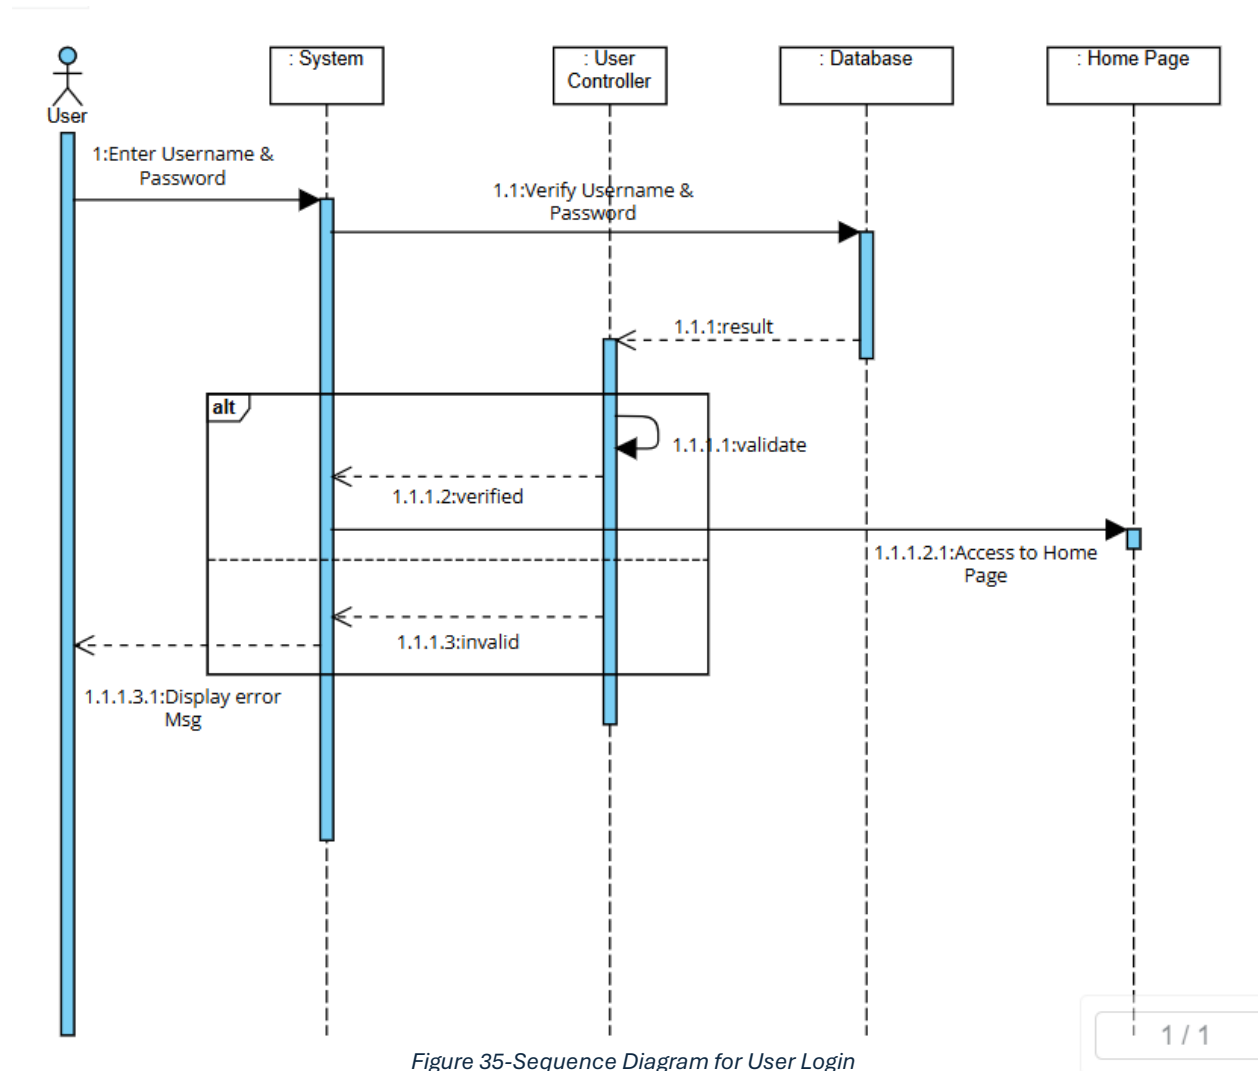 User
: System
: User
Controller
: Database
: Home Page
1:Enter Username &
Password
1.1:Verify Username &
Password
1.1.1:result
alt
1.1.1.1:validate
1.1.1.2:verified
1.1.1.2.1:Access to Home
Page
1.1.1.3:invalid
1.1.1.3.1:Display error
Msg
1 / 1
Figure 35-Sequence Diagram for User Login